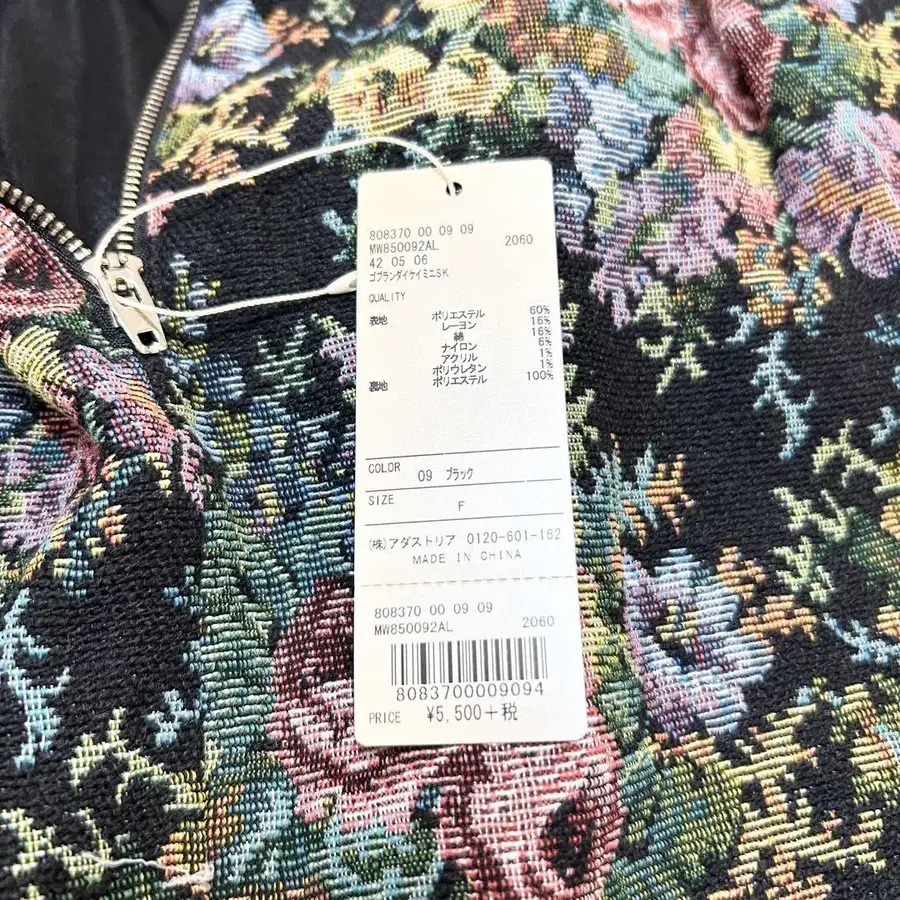 808370 00 09 09
MW850092AL 2060
42 05 06
ゴブランダイケイミニSK
QUALITY
表地 ポリエステル 60%
レーヨン 16%
綿 16%
ナイロン 6%
アクリル 1%
ポリウレタン 1%
裏地 ポリエステル 100%
COLOR 09 ブラック
SIZE F
(株)アダストリア 0120-601-162
MADE IN CHINA
808370 00 09 09
MW850092AL 2060
8083700009094
PRICE ¥5,500+税